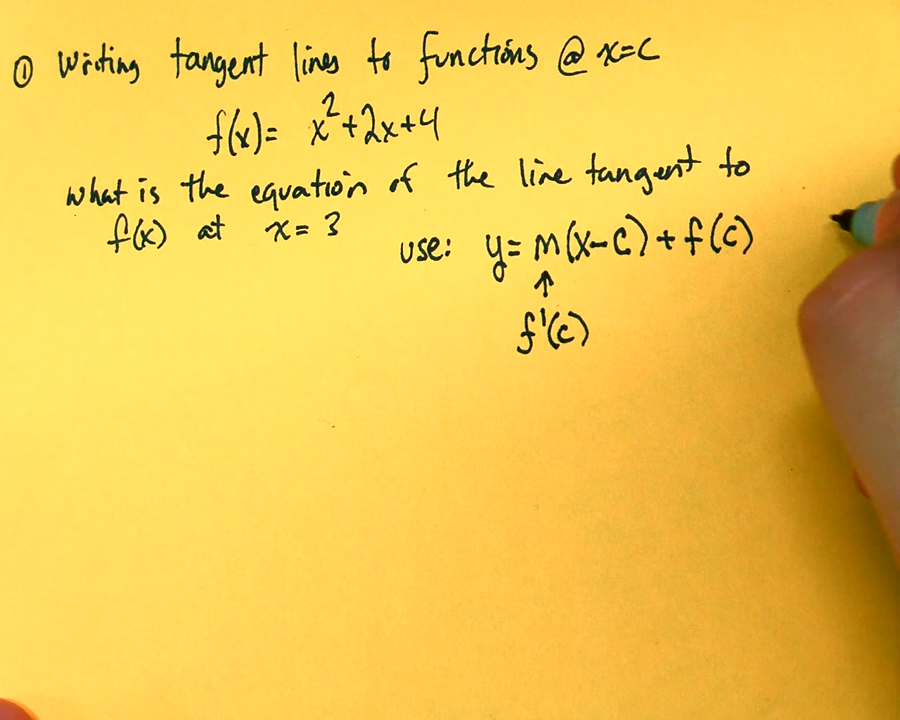 ① Writing tangent lines to functions @ x=c
f(x)= x²+2x+4
what is the equation of the line tangent to
f(x) at x=3
use: y= m(x-c)+f(c)
↑
f'(c)